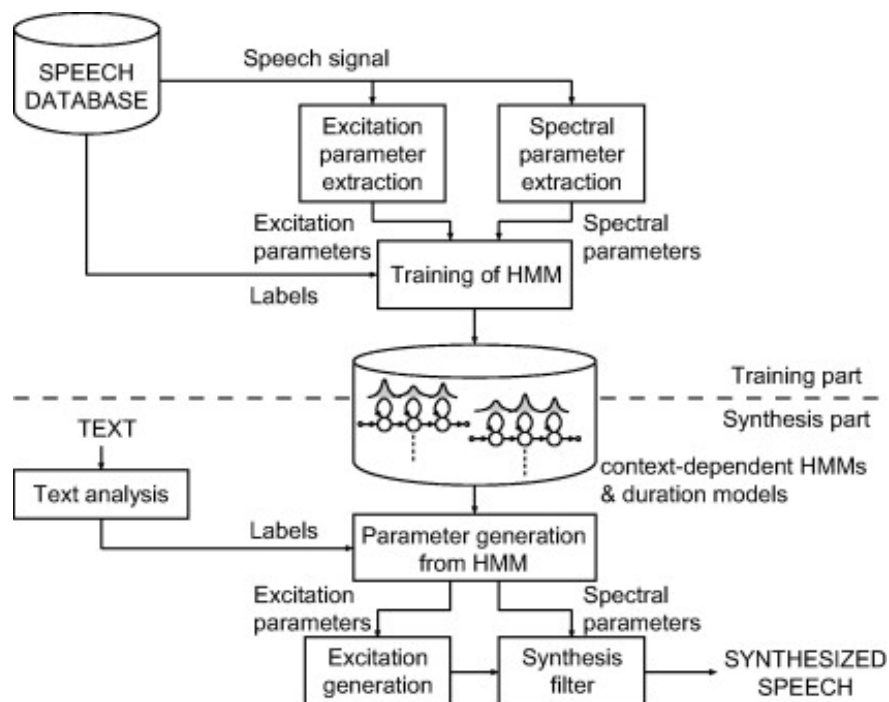 SPEECH
DATABASE
Speech signal
Excitation
parameter
extraction
Spectral
parameter
extraction
Excitation
parameters
Spectral
parameters
Labels
Training of HMM
Training part
Synthesis part
context-dependent HMMs
& duration models
TEXT
Text analysis
Labels
Parameter generation
from HMM
Excitation
parameters
Spectral
parameters
Excitation
generation
Synthesis
filter
SYNTHESIZED
SPEECH